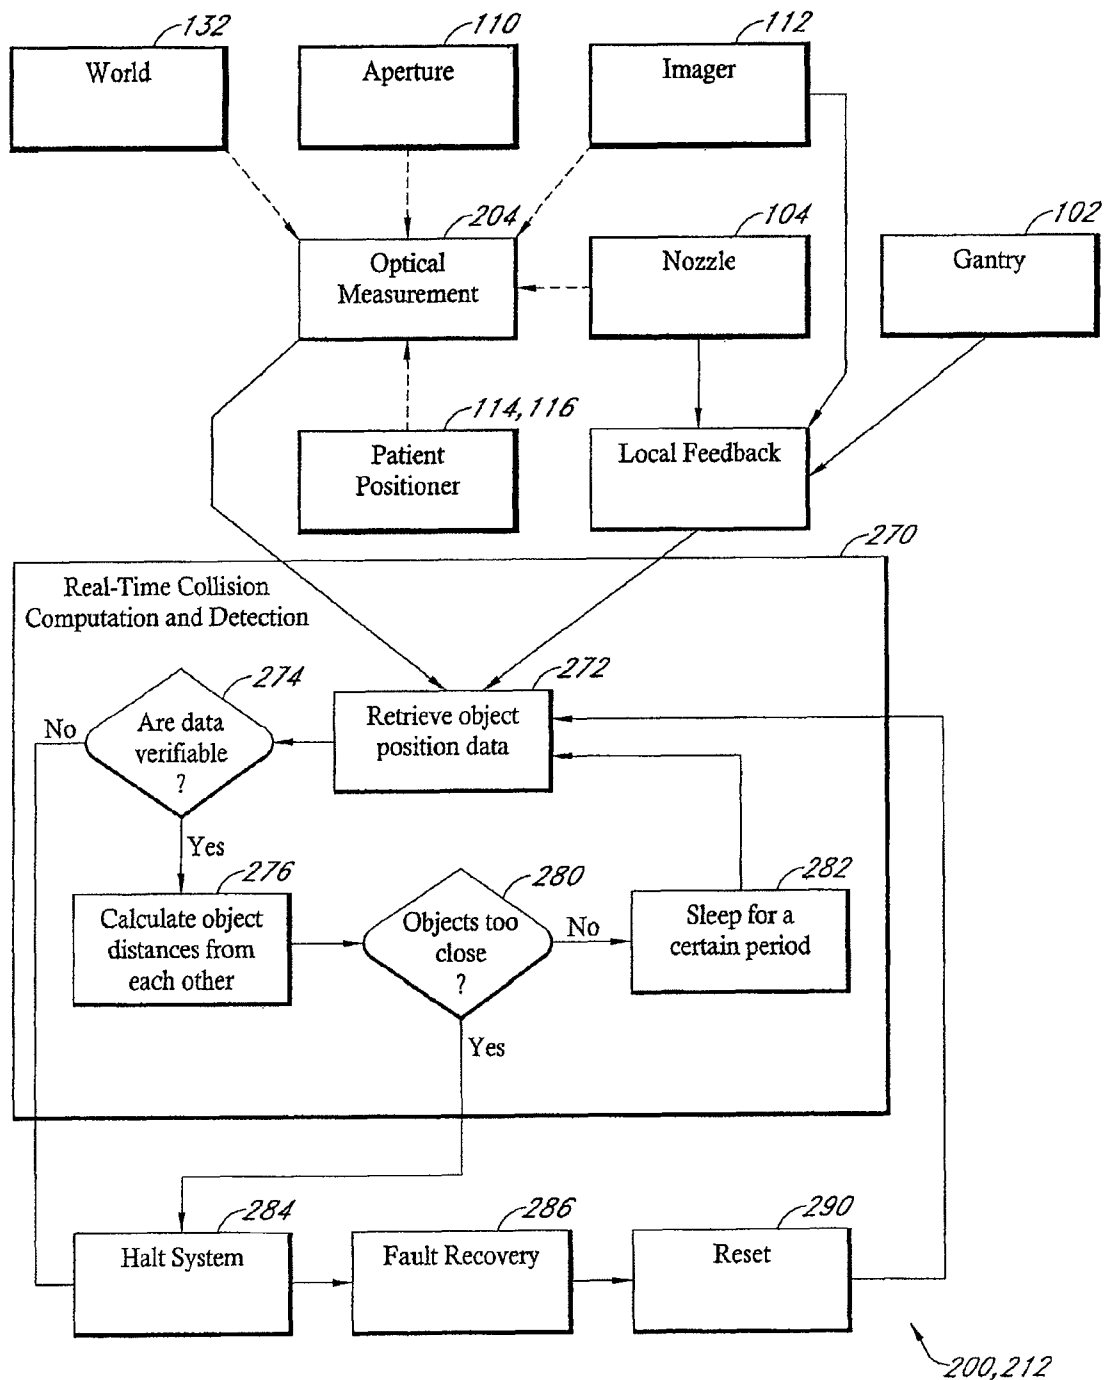 132
110
112
World
Aperture
Imager
204
104
102
Optical
Measurement
Nozzle
Gantry
114, 116
Patient
Positioner
Local Feedback
270
Real-Time Collision
Computation and Detection
274
272
No
Are data
verifiable
?
Retrieve object
position data
Yes
276
280
282
Calculate object
distances from
each other
Objects too
close
?
No
Sleep for a
certain period
Yes
284
286
290
Halt System
Fault Recovery
Reset
200, 212